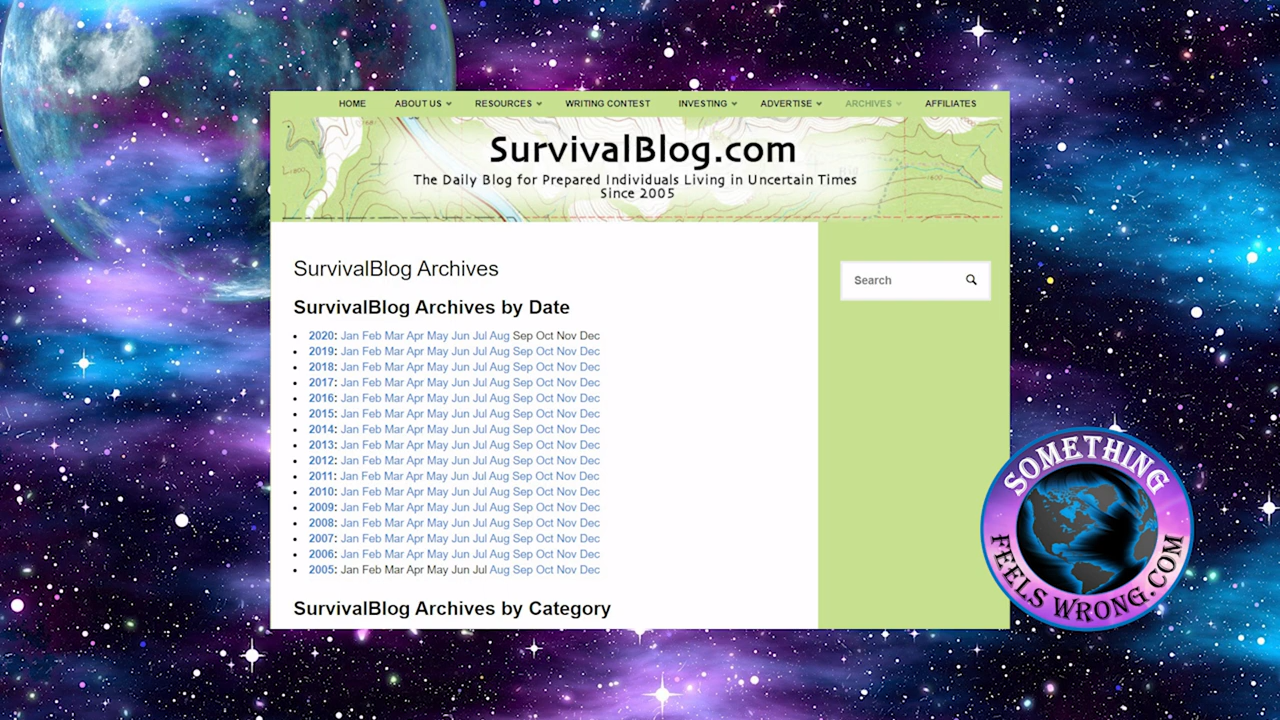 HOME ABOUT US RESOURCES WRITING CONTEST INVESTING ADVERTISE ARCHIVES AFFILIATES
SurvivalBlog.com
The Daily Blog for Prepared Individuals Living in Uncertain Times
Since 2005
SurvivalBlog Archives
Search
SurvivalBlog Archives by Date
2020: Jan Feb Mar Apr May Jun Jul Aug Sep Oct Nov Dec
2019: Jan Feb Mar Apr May Jun Jul Aug Sep Oct Nov Dec
2018: Jan Feb Mar Apr May Jun Jul Aug Sep Oct Nov Dec
2017: Jan Feb Mar Apr May Jun Jul Aug Sep Oct Nov Dec
2016: Jan Feb Mar Apr May Jun Jul Aug Sep Oct Nov Dec
2015: Jan Feb Mar Apr May Jun Jul Aug Sep Oct Nov Dec
2014: Jan Feb Mar Apr May Jun Jul Aug Sep Oct Nov Dec
2013: Jan Feb Mar Apr May Jun Jul Aug Sep Oct Nov Dec
2012: Jan Feb Mar Apr May Jun Jul Aug Sep Oct Nov Dec
2011: Jan Feb Mar Apr May Jun Jul Aug Sep Oct Nov Dec
2010: Jan Feb Mar Apr May Jun Jul Aug Sep Oct Nov Dec
2009: Jan Feb Mar Apr May Jun Jul Aug Sep Oct Nov Dec
2008: Jan Feb Mar Apr May Jun Jul Aug Sep Oct Nov Dec
2007: Jan Feb Mar Apr May Jun Jul Aug Sep Oct Nov Dec
2006: Jan Feb Mar Apr May Jun Jul Aug Sep Oct Nov Dec
2005: Jan Feb Mar Apr May Jun Jul Aug Sep Oct Nov Dec
SurvivalBlog Archives by Category
SOMETHING
FEELS WRONG.COM